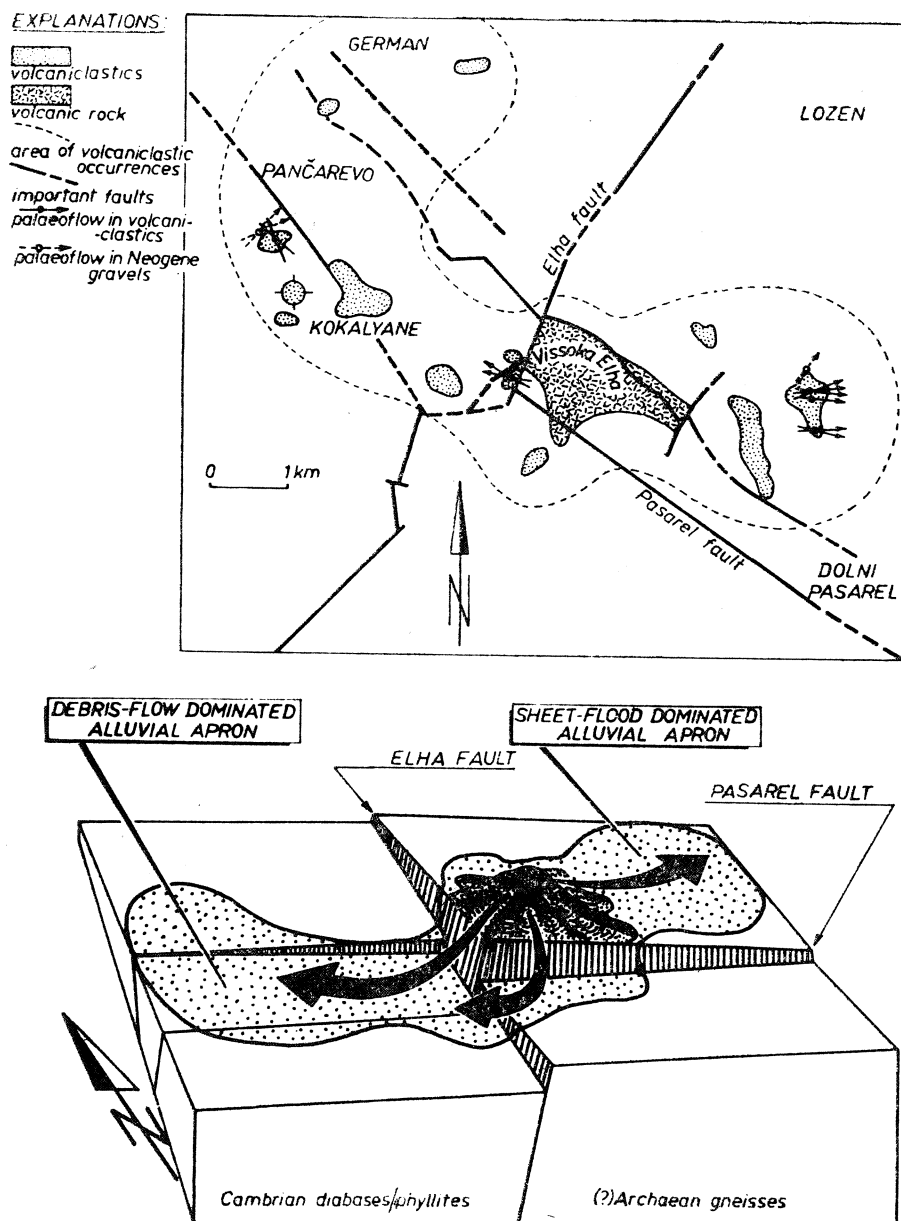 EXPLANATIONS:
volcaniclastics
volcanic rock
area of volcaniclastic
occurrences
important faults
palaeoflow in volcani-
-clastics
palaeoflow in Neogene
gravels
GERMAN
LOZEN
PANČAREVO
Elha fault
KOKALYANE
Vissoka Elha
0 1 km
Pasarel fault
N
DOLNI
PASAREL
DEBRIS-FLOW DOMINATED
ALLUVIAL APRON
SHEET-FLOOD DOMINATED
ALLUVIAL APRON
ELHA FAULT
PASAREL FAULT
N
Cambrian diabases/phyllites
(?)Archaean gneisses